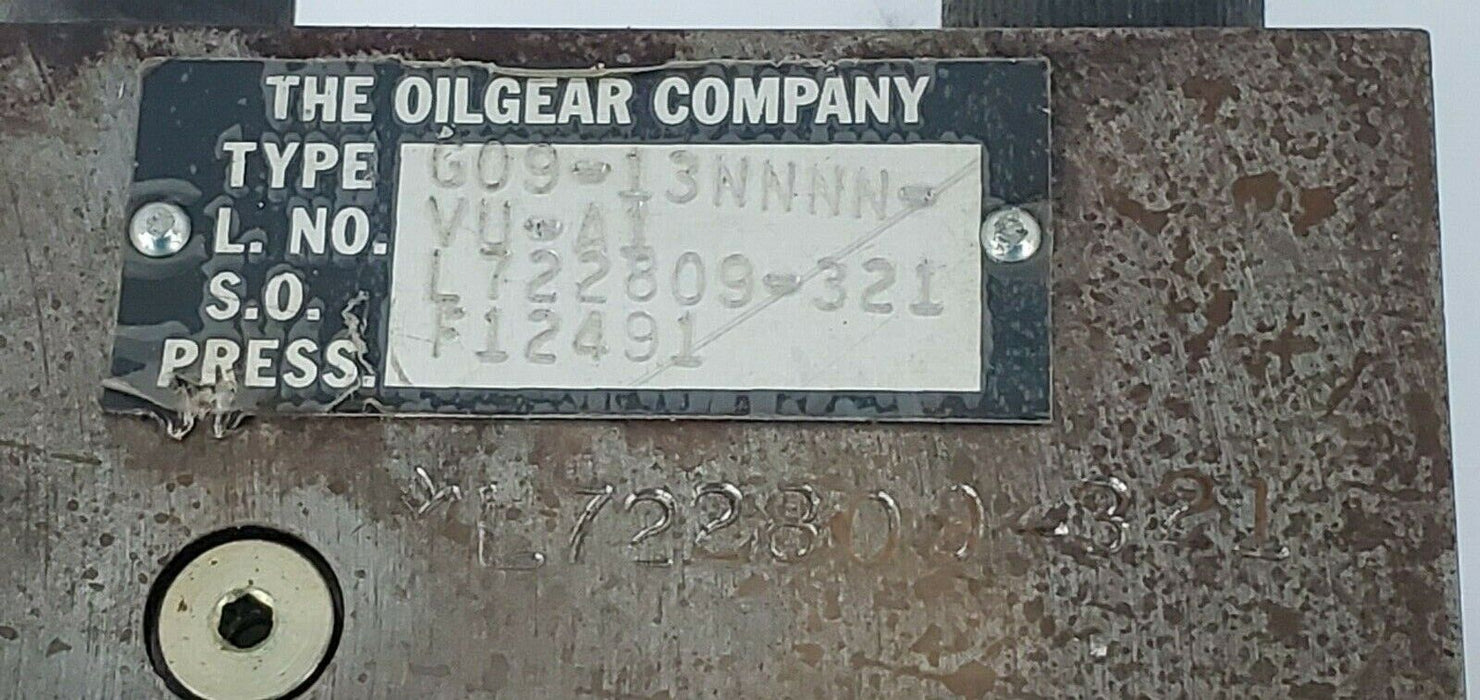 THE OILGEAR COMPANY
TYPE G09-13NNNN-
L. NO. VU-A1
S.O. L722809-321
PRESS. F12491
L722809-321